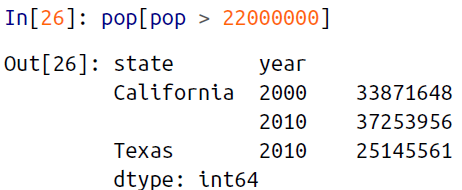 In[26]: pop[pop > 22000000]
Out[26]: state       year
         California  2000    33871648
                     2010    37253956
         Texas       2010    25145561
         dtype: int64